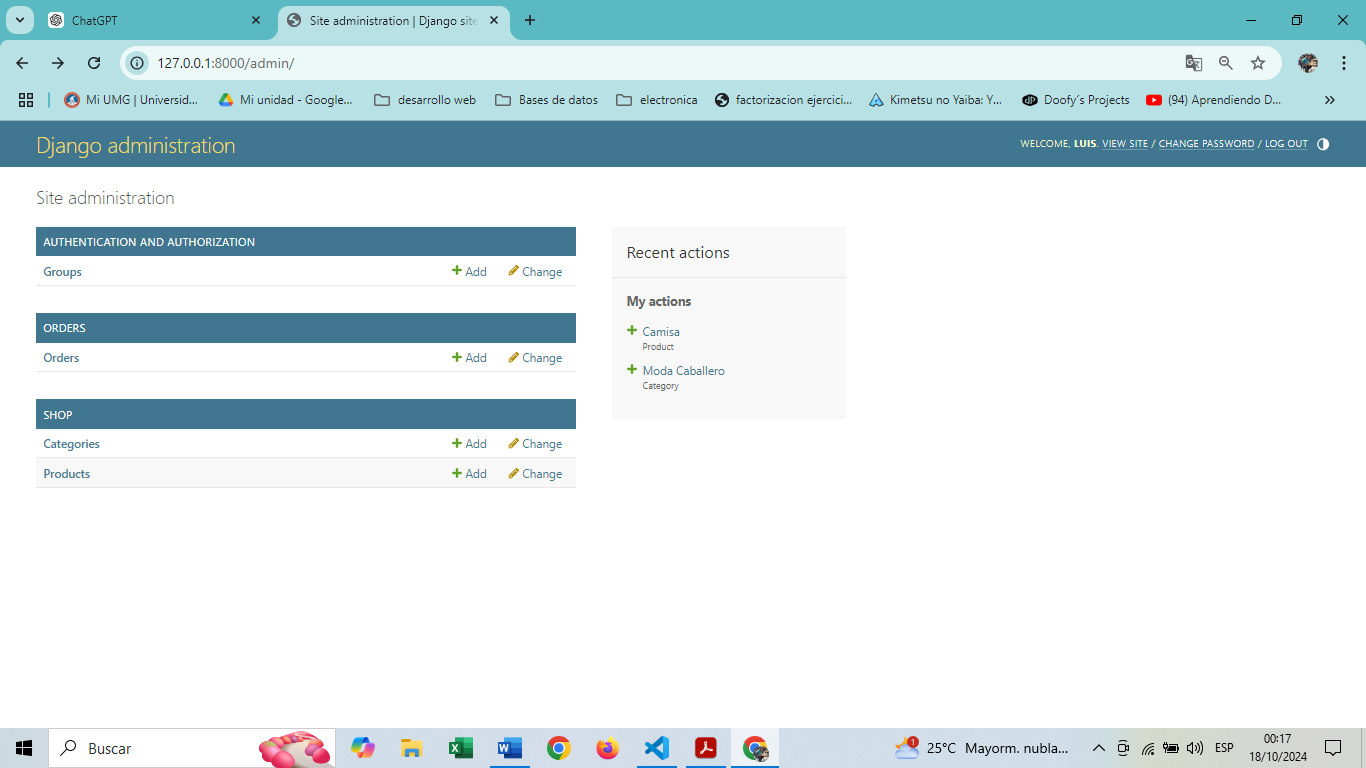 ChatGPT
Site administration | Django site
127.0.0.1:8000/admin/
Mi UMG | Universid...
Mi unidad - Google...
desarrollo web
Bases de datos
electronica
factorizacion ejercici...
Kimetsu no Yaiba: Y...
Doofy´s Projects
(94) Aprendiendo D...
Django administration
WELCOME, LUIS. VIEW SITE / CHANGE PASSWORD / LOG OUT
Site administration
AUTHENTICATION AND AUTHORIZATION
Groups Add Change
ORDERS
Orders Add Change
SHOP
Categories Add Change
Products Add Change
Recent actions
My actions
Camisa
Product
Moda Caballero
Category
Buscar
1
25°C Mayorm. nubla...
ESP
00:17
18/10/2024